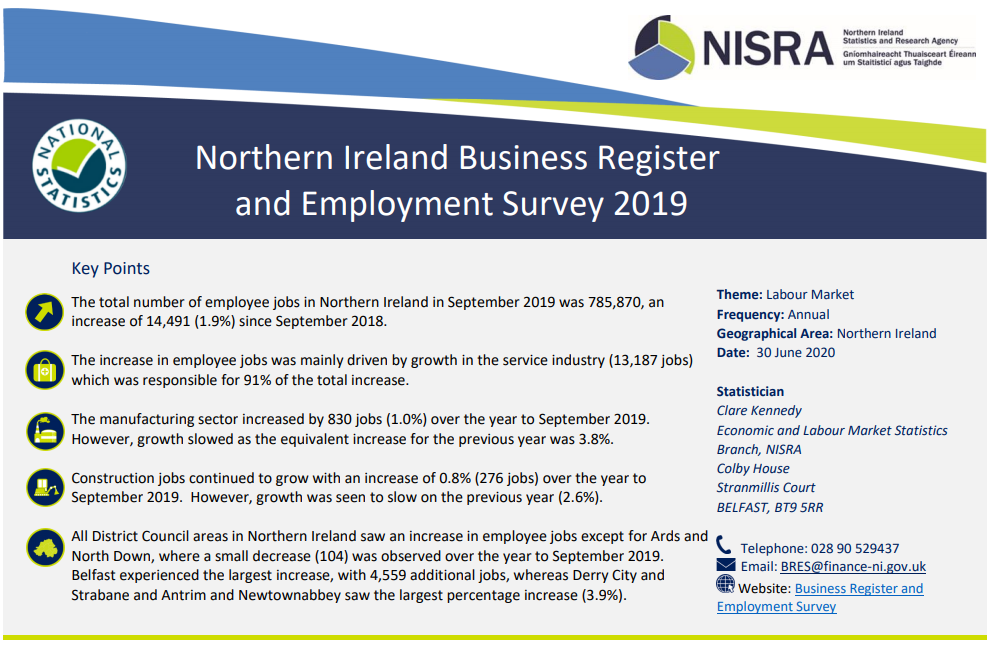 NISRA
Northern Ireland
Statistics and Research Agency
Gníomhaireacht Thuaisceart Éireann
um Staitisticí agus Taighde
NATIONAL
STATISTICS
Northern Ireland Business Register
and Employment Survey 2019
Key Points
The total number of employee jobs in Northern Ireland in September 2019 was 785,870, an
increase of 14,491 (1.9%) since September 2018.
The increase in employee jobs was mainly driven by growth in the service industry (13,187 jobs)
which was responsible for 91% of the total increase.
The manufacturing sector increased by 830 jobs (1.0%) over the year to September 2019.
However, growth slowed as the equivalent increase for the previous year was 3.8%.
Construction jobs continued to grow with an increase of 0.8% (276 jobs) over the year to
September 2019.  However, growth was seen to slow on the previous year (2.6%).
All District Council areas in Northern Ireland saw an increase in employee jobs except for Ards and
North Down, where a small decrease (104) was observed over the year to September 2019.
Belfast experienced the largest increase, with 4,559 additional jobs, whereas Derry City and
Strabane and Antrim and Newtownabbey saw the largest percentage increase (3.9%).
Theme: Labour Market
Frequency: Annual
Geographical Area: Northern Ireland
Date:  30 June 2020
Statistician
Clare Kennedy
Economic and Labour Market Statistics
Branch, NISRA
Colby House
Stranmillis Court
BELFAST, BT9 5RR
Telephone: 028 90 529437
Email: BRES@finance-ni.gov.uk
Website: Business Register and
Employment Survey